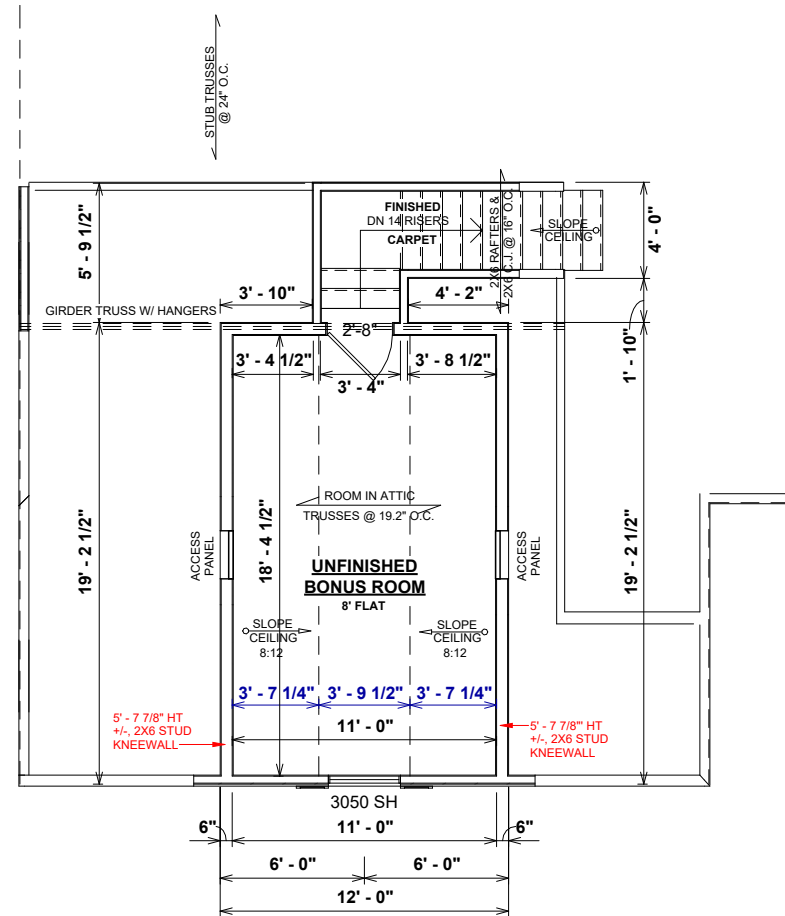 STUB TRUSSES
@ 24" O.C.
5' - 9 1/2"
FINISHED
DN 14 RISERS
CARPET
2X6 RAFTERS &
2X6 C.J. @ 16" O.C.
SLOPE
CEILING
4' - 0"
GIRDER TRUSS W/ HANGERS
3' - 10"
4' - 2"
2'-8"
1' - 10"
3' - 4 1/2"
3' - 4"
3' - 8 1/2"
19' - 2 1/2"
ACCESS
PANEL
18' - 4 1/2"
ROOM IN ATTIC
TRUSSES @ 19.2" O.C.
UNFINISHED
BONUS ROOM
8' FLAT
ACCESS
PANEL
19' - 2 1/2"
SLOPE
CEILING
8:12
SLOPE
CEILING
8:12
3' - 7 1/4"
3' - 9 1/2"
3' - 7 1/4"
11' - 0"
5' - 7 7/8" HT
+/-, 2X6 STUD
KNEEWALL
5' - 7 7/8"' HT
+/-, 2X6 STUD
KNEEWALL
3050 SH
6"
11' - 0"
6"
6' - 0"
6' - 0"
12' - 0"